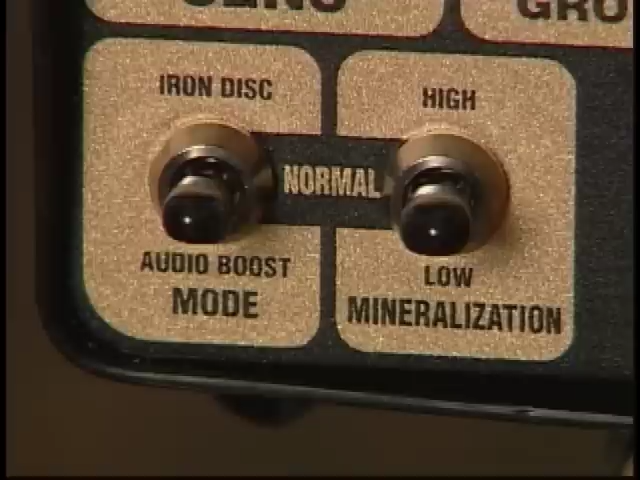 IRON DISC
HIGH
NORMAL
AUDIO BOOST
MODE
LOW
MINERALIZATION